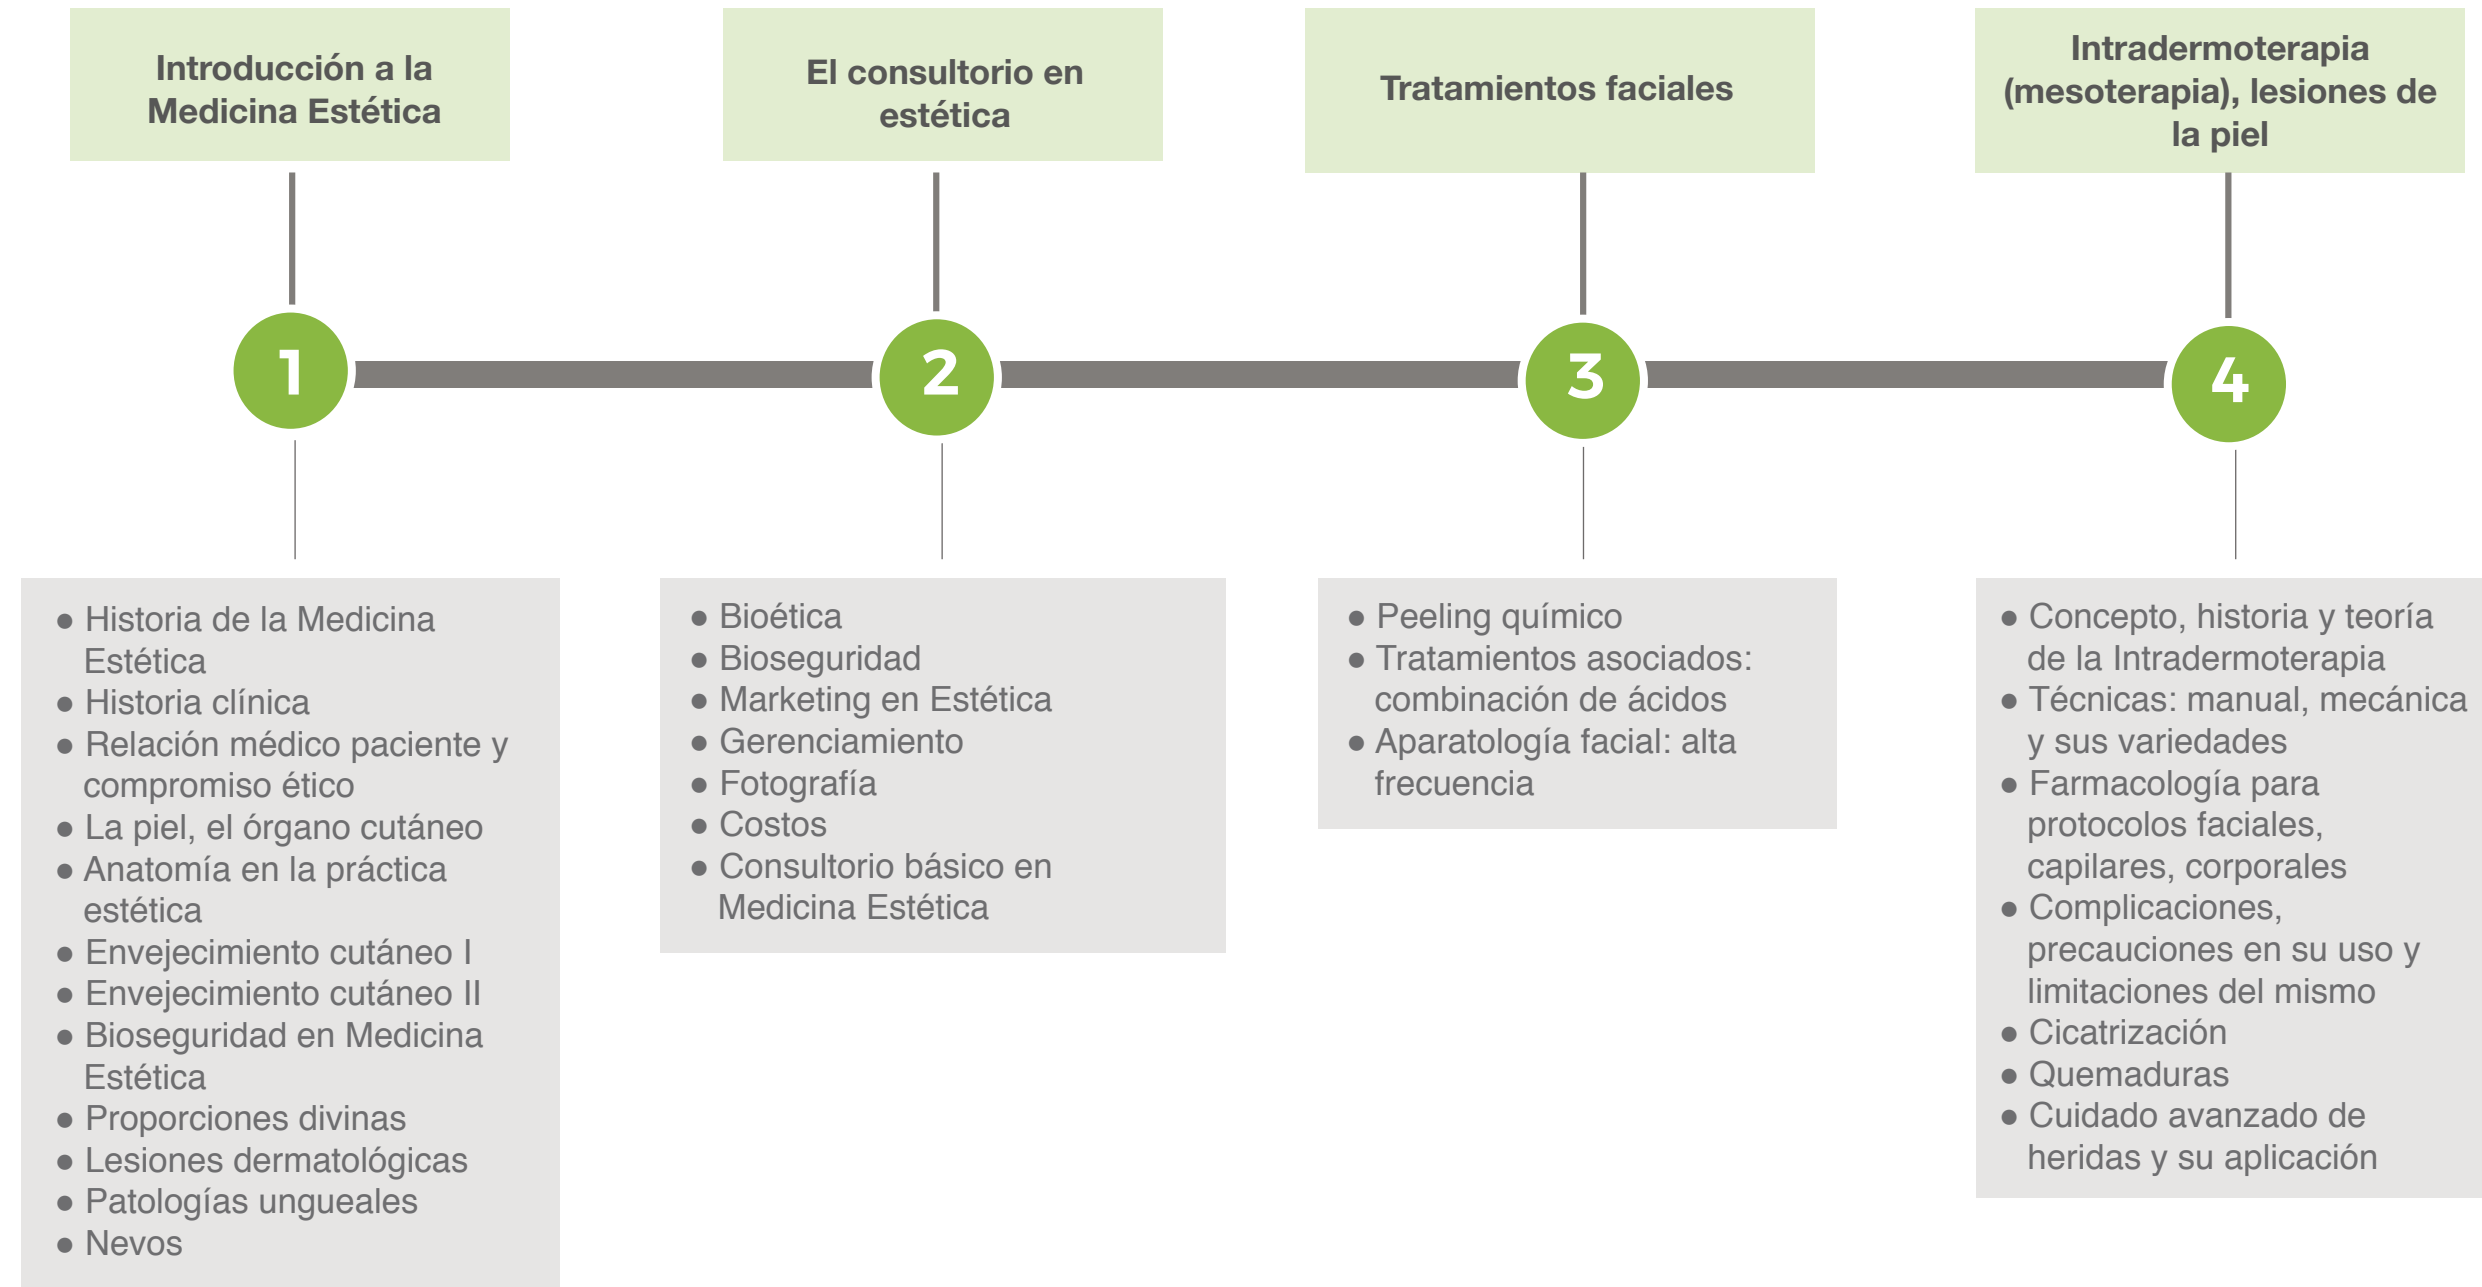 Introducción a la
Medicina Estética
El consultorio en
estética
Tratamientos faciales
Intradermoterapia
(mesoterapia), lesiones de
la piel
1
2
3
4
● Historia de la Medicina
Estética
● Historia clínica
● Relación médico paciente y
compromiso ético
● La piel, el órgano cutáneo
● Anatomía en la práctica
estética
● Envejecimiento cutáneo I
● Envejecimiento cutáneo II
● Bioseguridad en Medicina
Estética
● Proporciones divinas
● Lesiones dermatológicas
● Patologías ungueales
● Nevos
● Bioética
● Bioseguridad
● Marketing en Estética
● Gerenciamiento
● Fotografía
● Costos
● Consultorio básico en
Medicina Estética
● Peeling químico
● Tratamientos asociados:
combinación de ácidos
● Aparatología facial: alta
frecuencia
● Concepto, historia y teoría
de la Intradermoterapia
● Técnicas: manual, mecánica
y sus variedades
● Farmacología para
protocolos faciales,
capilares, corporales
● Complicaciones,
precauciones en su uso y
limitaciones del mismo
● Cicatrización
● Quemaduras
● Cuidado avanzado de
heridas y su aplicación